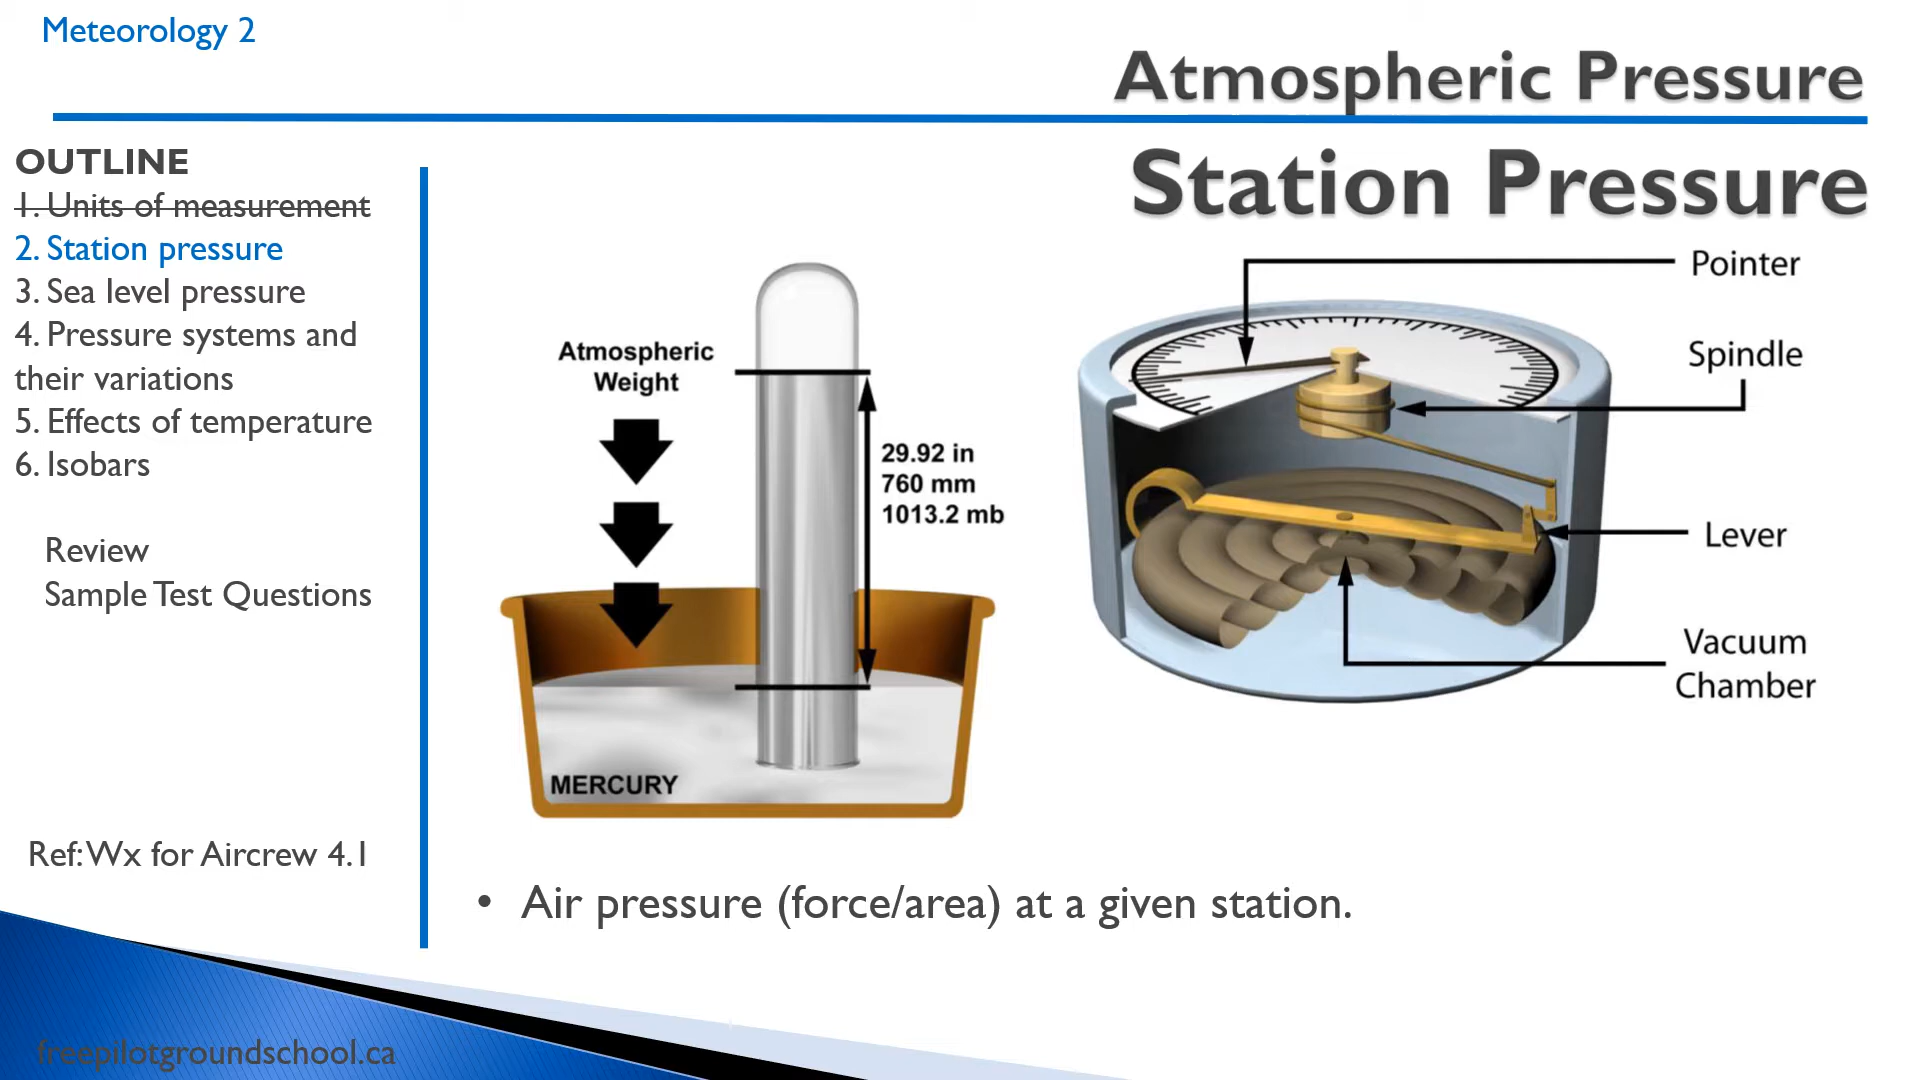 Meteorology 2
Atmospheric Pressure
OUTLINE
1. Units of measurement
2. Station pressure
3. Sea level pressure
4. Pressure systems and
their variations
5. Effects of temperature
6. Isobars
Review
Sample Test Questions
Ref: Wx for Aircrew 4.1
freepilotgroundschool.ca
Station Pressure
Atmospheric
Weight
29.92 in
760 mm
1013.2 mb
MERCURY
Pointer
Spindle
Lever
Vacuum
Chamber
• Air pressure (force/area) at a given station.